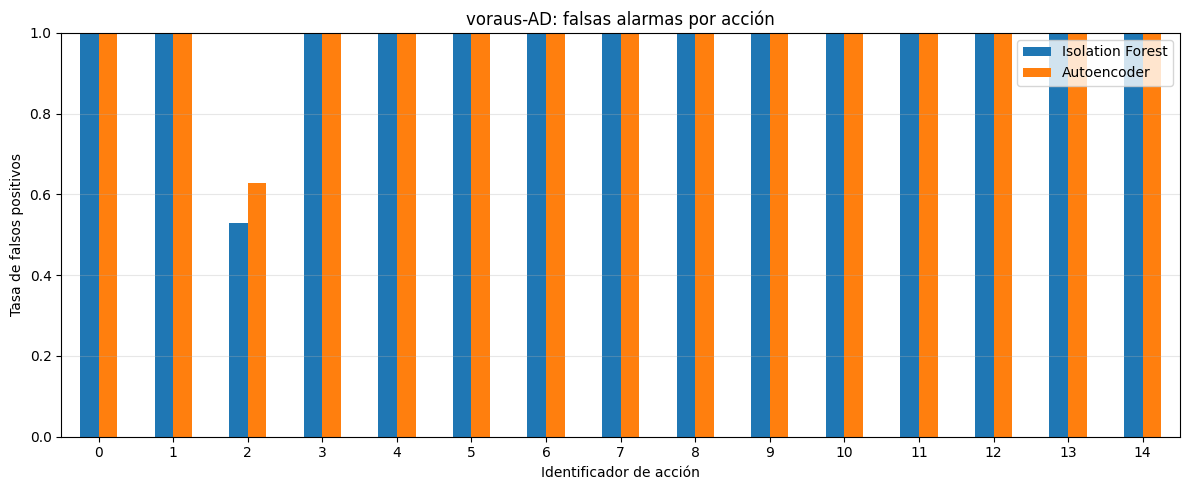 voraus-AD: falsas alarmas por acción
Isolation Forest
Autoencoder
Tasa de falsos positivos
1.0
0.8
0.6
0.4
0.2
0.0
0 1 2 3 4 5 6 7 8 9 10 11 12 13 14
Identificador de acción